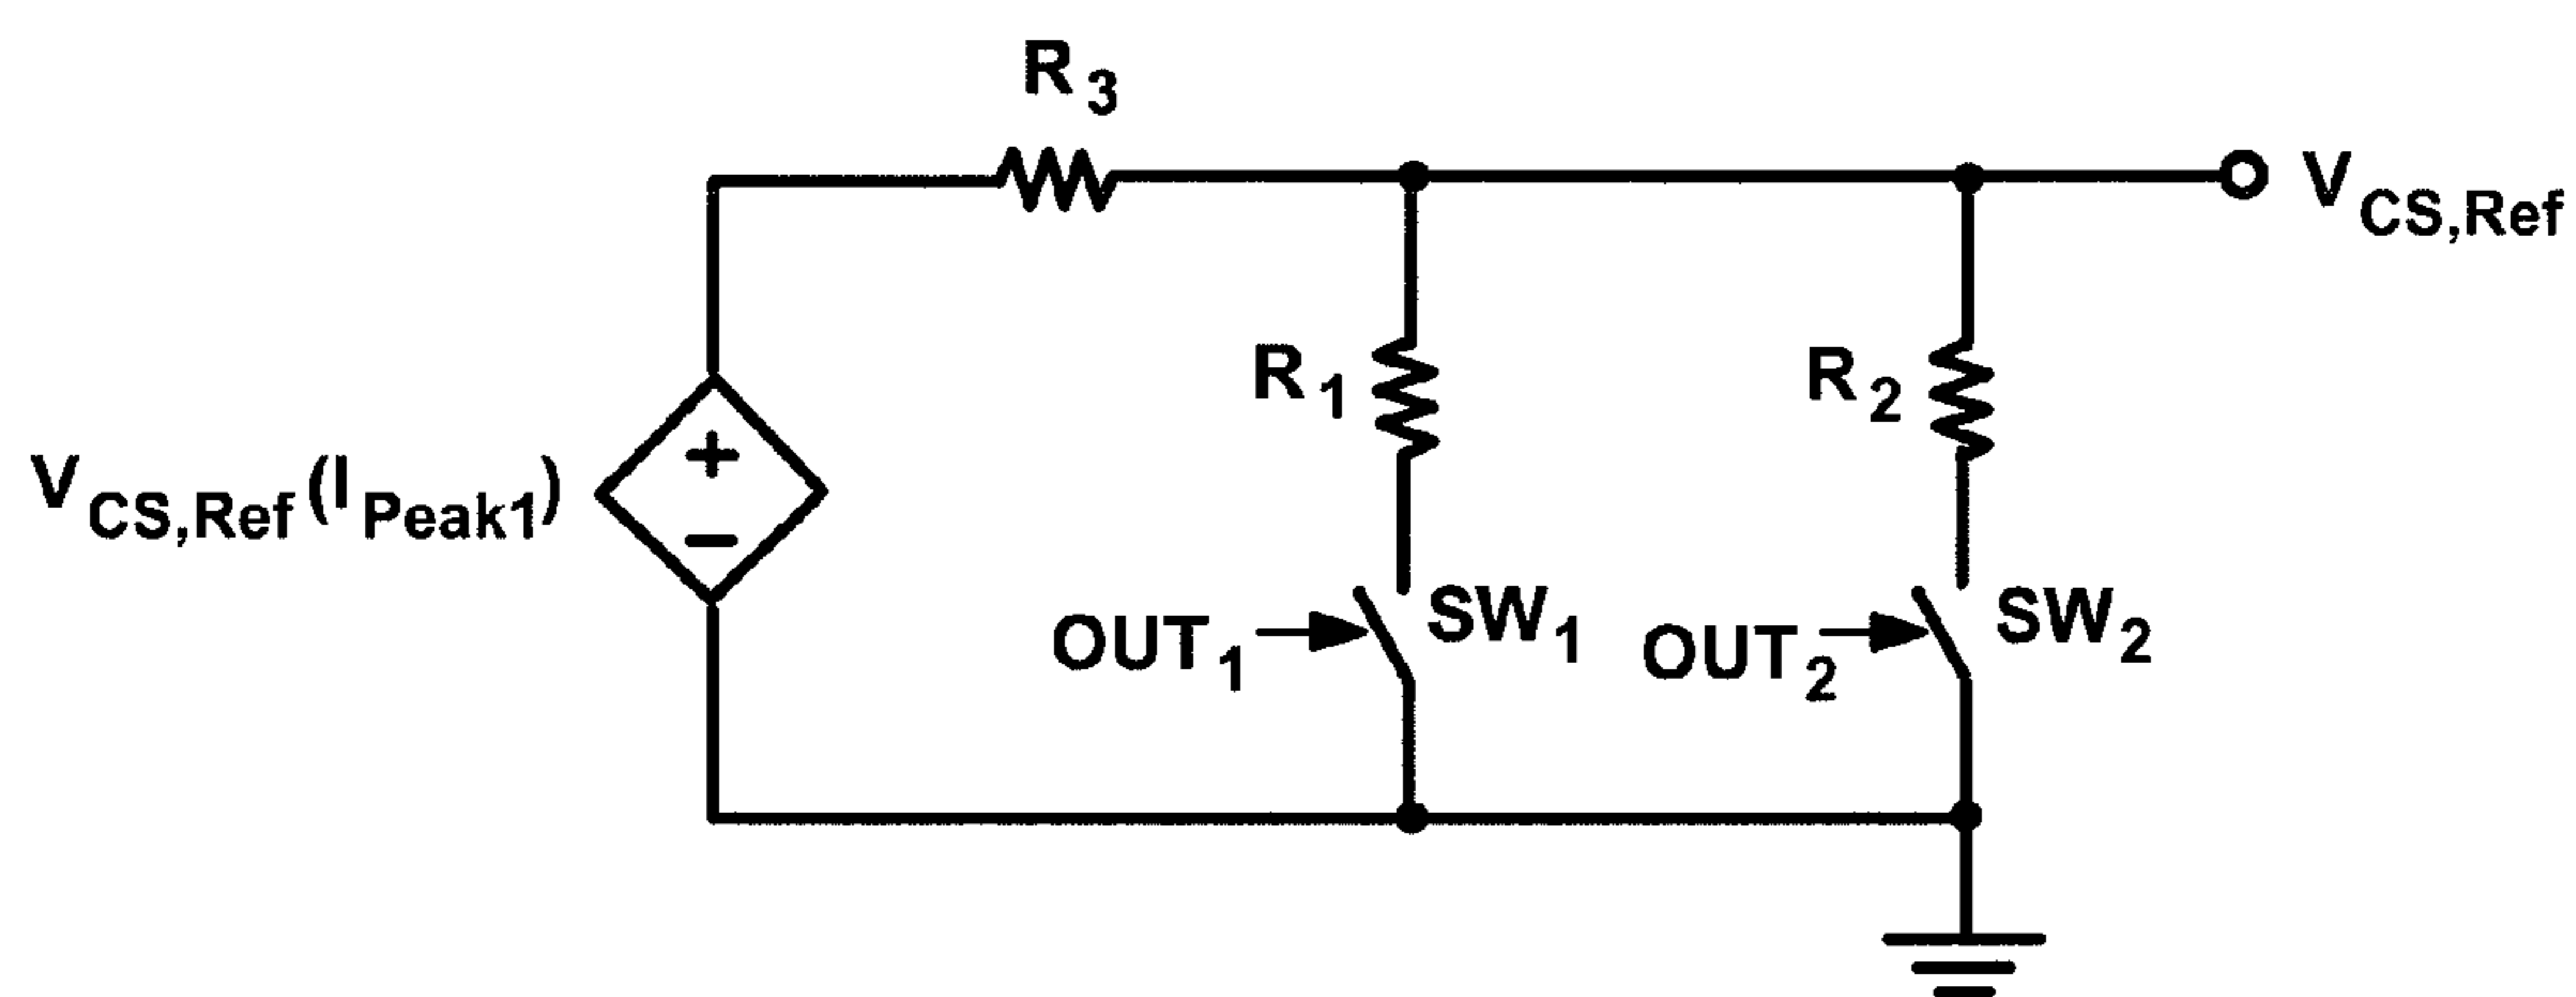 R3
VCS,Ref
R1
R2
VCS,Ref(IPeak1)
+
−
OUT1
SW1
OUT2
SW2